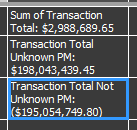 Sum of Transaction
Total: $2,988,689.65
Transaction Total
Unknown PM:
$198,043,439.45
Transaction Total Not
Unknown PM:
($195,054,749.80)